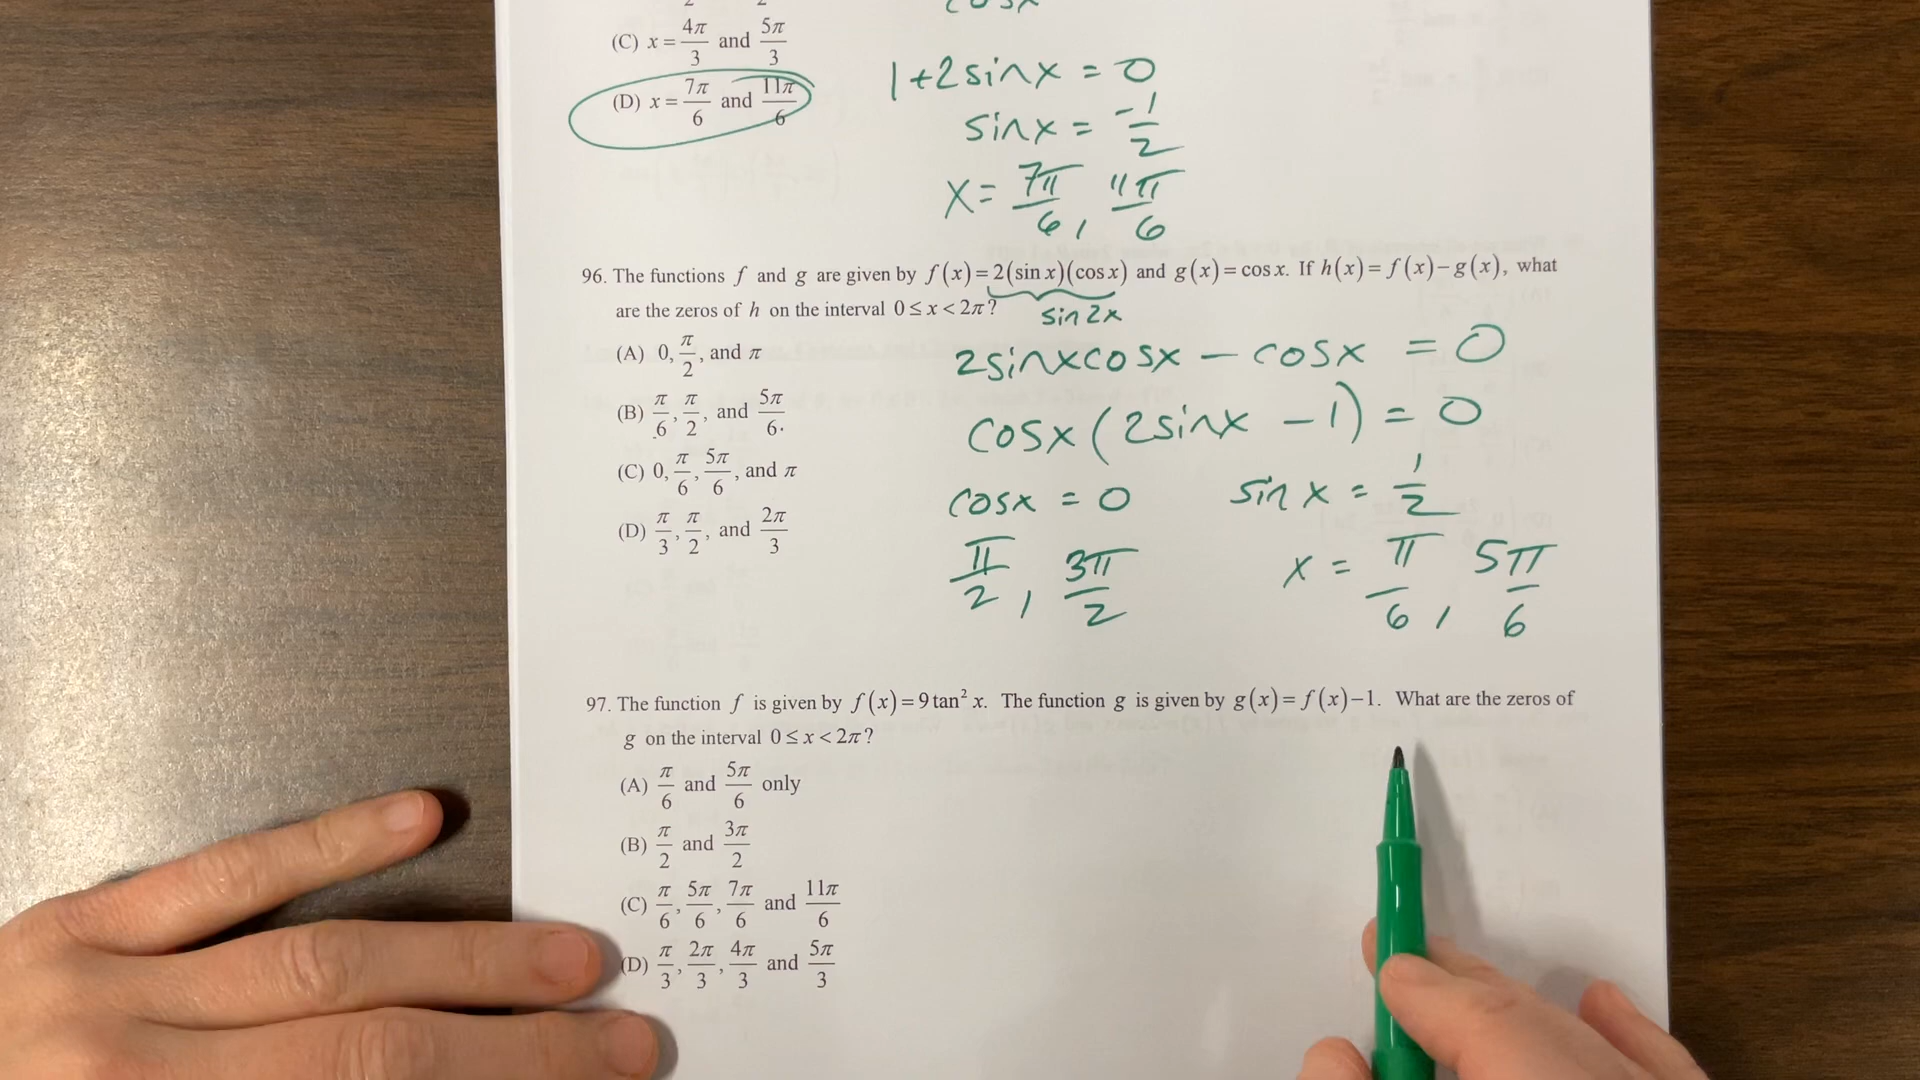 cosx
(C) x = 4π/3 and 5π/3
(D) x = 7π/6 and 11π/6
1+2sinx = 0
sinx = -1/2
x = 7π/6, 11π/6
96. The functions f and g are given by f(x) = 2(sin x)(cos x) and g(x) = cos x. If h(x) = f(x) − g(x), what
are the zeros of h on the interval 0 ≤ x < 2π?
sin2x
(A) 0, π/2, and π
(B) π/6, π/2, and 5π/6.
(C) 0, π/6, 5π/6, and π
(D) π/3, π/2, and 2π/3
2sinxcosx − cosx = 0
cosx(2sinx − 1) = 0
cosx = 0 sinx = 1/2
π/2, 3π/2 x = π/6, 5π/6
97. The function f is given by f(x) = 9 tan² x. The function g is given by g(x) = f(x) − 1. What are the zeros of
g on the interval 0 ≤ x < 2π?
(A) π/6 and 5π/6 only
(B) π/2 and 3π/2
(C) π/6, 5π/6, 7π/6 and 11π/6
(D) π/3, 2π/3, 4π/3 and 5π/3